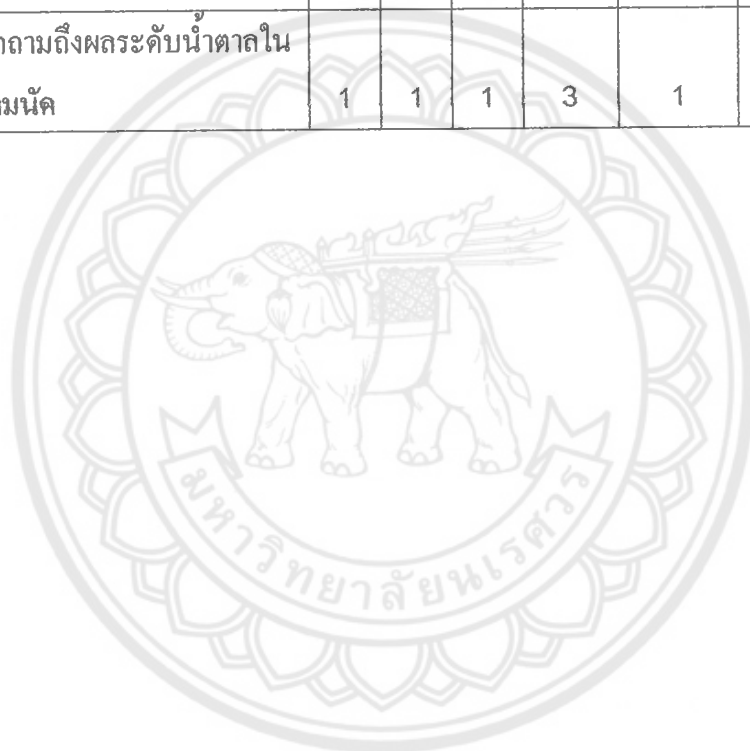 ถามถึงผลระดับน้ำตาลใน
มนัด 1 1 1 3 1
มหาวิทยาลัยนเรศวร